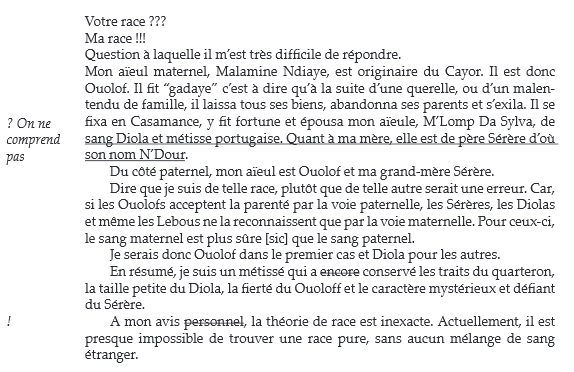 Votre race ???
Ma race !!!
Question à laquelle il m’est très difficile de répondre.
Mon aïeul maternel, Malamine Ndiaye, est originaire du Cayor. Il est donc
Ouolof. Il fit “gadaye” c’est à dire qu’à la suite d’une querelle, ou d’un malen-
tendu de famille, il laissa tous ses biens, abandonna ses parents et s’exila. Il se
fixa en Casamance, y fit fortune et épousa mon aïeule, M’Lomp Da Sylva, de
sang Diola et métisse portugaise. Quant à ma mère, elle est de père Sérère d’où
son nom N’Dour.
? On ne
comprend
pas
Du côté paternel, mon aïeul est Ouolof et ma grand-mère Sérère.
Dire que je suis de telle race, plutôt que de telle autre serait une erreur. Car,
si les Ouolofs acceptent la parenté par la voie paternelle, les Sérères, les Diolas
et même les Lebous ne la reconnaissent que par la voie maternelle. Pour ceux-ci,
le sang maternel est plus sûre [sic] que le sang paternel.
Je serais donc Ouolof dans le premier cas et Diola pour les autres.
En résumé, je suis un métissé qui a encore conservé les traits du quarteron,
la taille petite du Diola, la fierté du Ouoloff et le caractère mystérieux et défiant
du Sérère.
!
A mon avis personnel, la théorie de race est inexacte. Actuellement, il est
presque impossible de trouver une race pure, sans aucun mélange de sang
étranger.